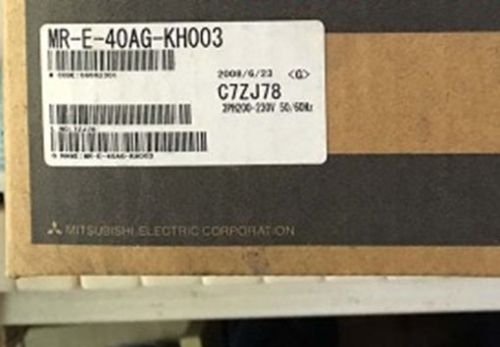 MR-E-40AG-KH003
2008/6/23 <G>
C7ZJ78
3PH200-230V 50/60Hz
MITSUBISHI ELECTRIC CORPORATION